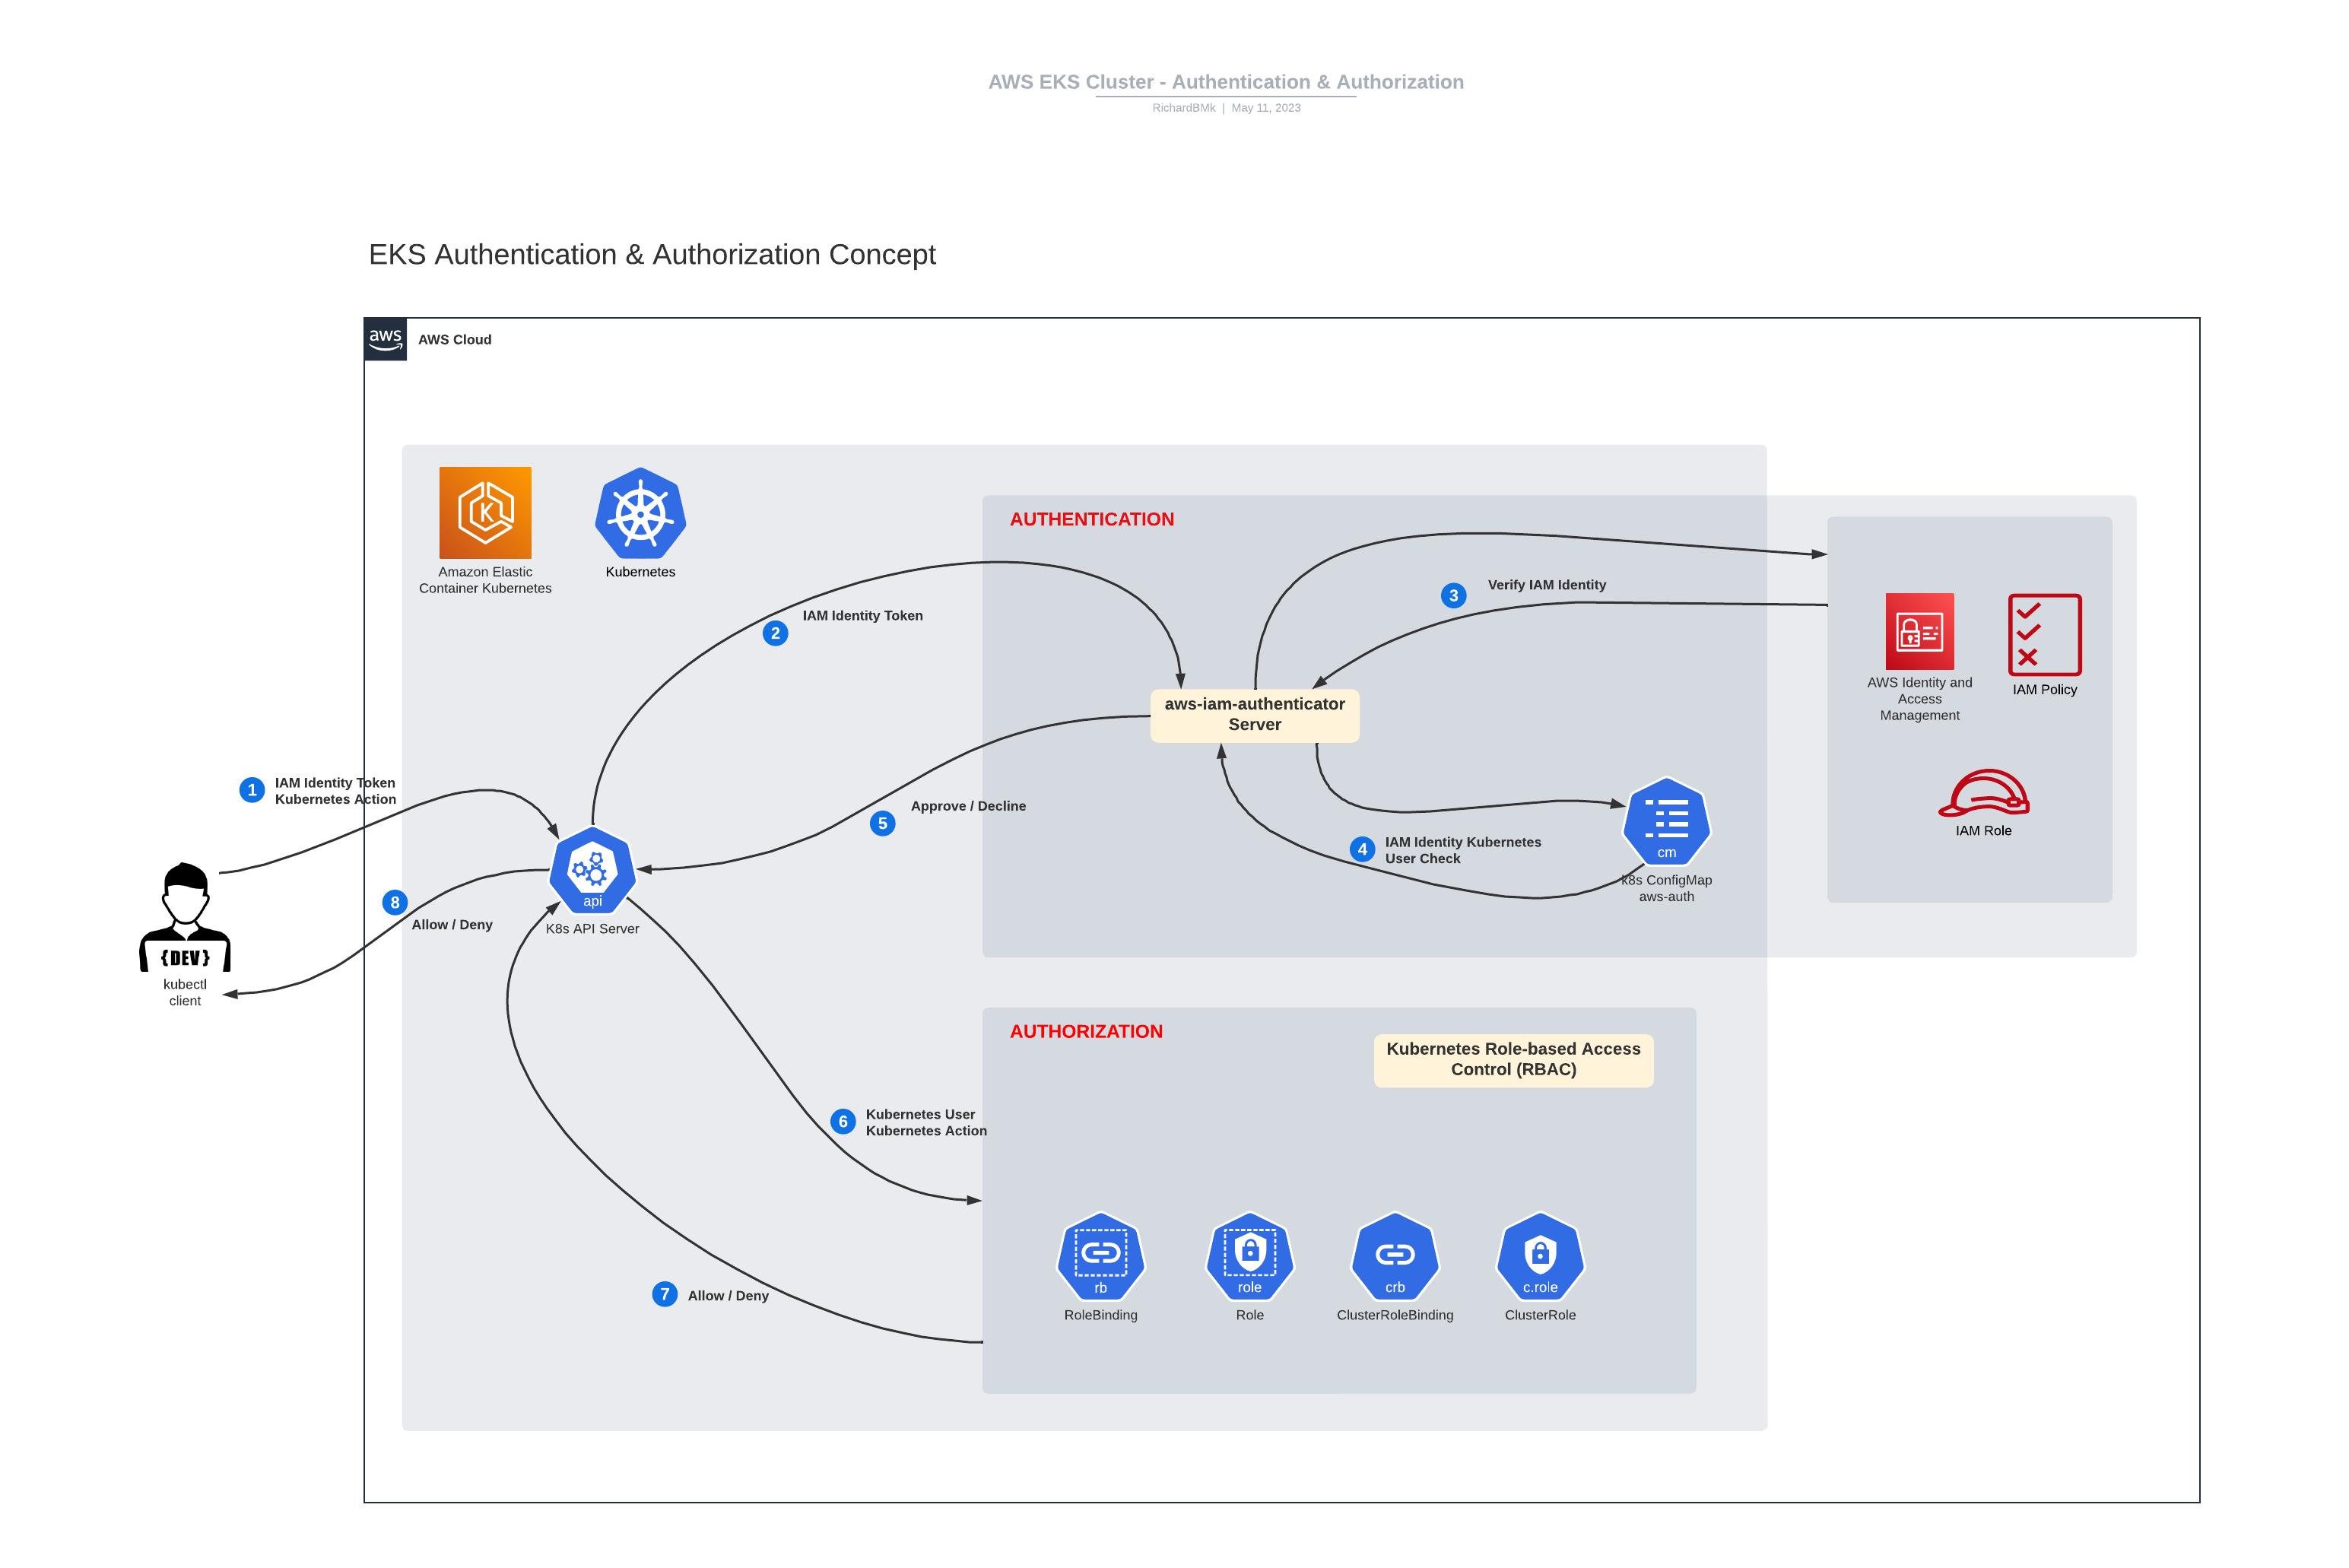 AWS EKS Cluster - Authentication & Authorization
RichardBMk | May 11, 2023
EKS Authentication & Authorization Concept
aws
AWS Cloud
K
Amazon Elastic
Container Kubernetes
Kubernetes
AUTHENTICATION
2
IAM Identity Token
3
Verify IAM Identity
AWS Identity and
Access
Management
IAM Policy
IAM Role
aws-iam-authenticator
Server
1
IAM Identity Token
Kubernetes Action
5
Approve / Decline
4
IAM Identity Kubernetes
User Check
cm
k8s ConfigMap
aws-auth
{DEV}
kubectl
client
8
Allow / Deny
api
K8s API Server
AUTHORIZATION
Kubernetes Role-based Access
Control (RBAC)
6
Kubernetes User
Kubernetes Action
7
Allow / Deny
rb
RoleBinding
role
Role
crb
ClusterRoleBinding
c.role
ClusterRole